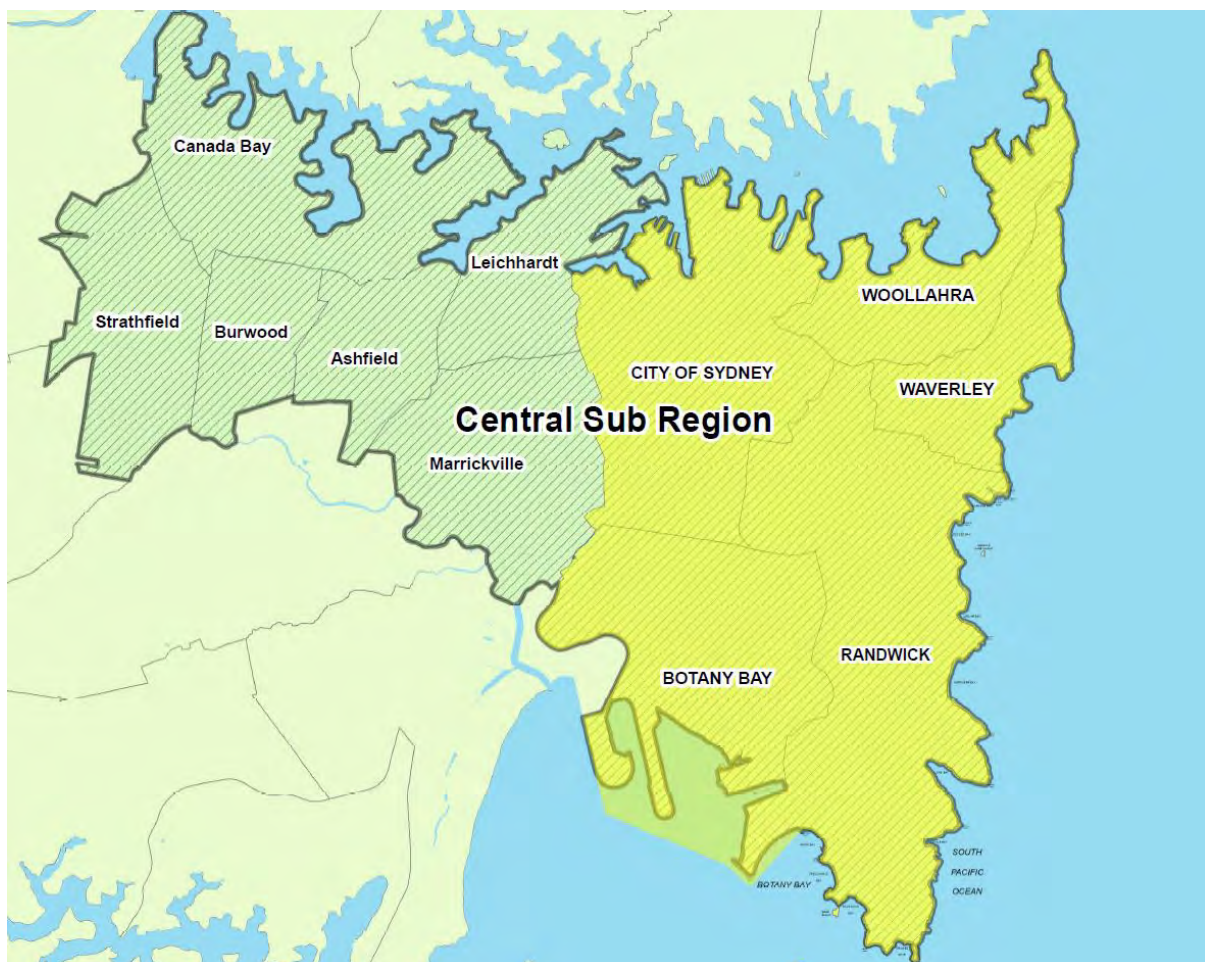 Canada Bay
Leichhardt
WOOLLAHRA
Strathfield
Burwood
Ashfield
CITY OF SYDNEY
WAVERLEY
Central Sub Region
Marrickville
RANDWICK
BOTANY BAY
SOUTH
PACIFIC
OCEAN
BOTANY BAY